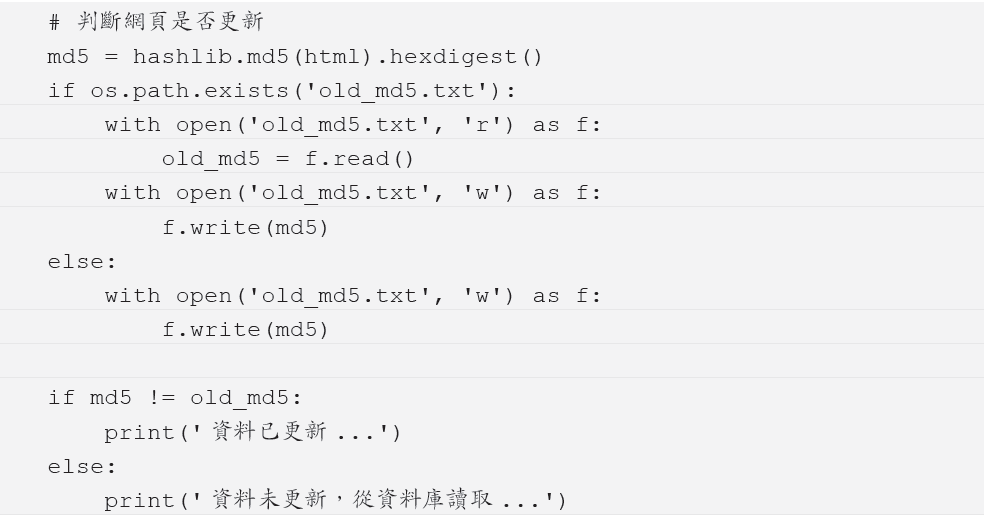 # 判斷網頁是否更新
md5 = hashlib.md5(html).hexdigest()
if os.path.exists('old_md5.txt'):
    with open('old_md5.txt', 'r') as f:
        old_md5 = f.read()
    with open('old_md5.txt', 'w') as f:
        f.write(md5)
else:
    with open('old_md5.txt', 'w') as f:
        f.write(md5)

if md5 != old_md5:
    print(' 資料已更新 ...')
else:
    print(' 資料未更新，從資料庫讀取 ...')